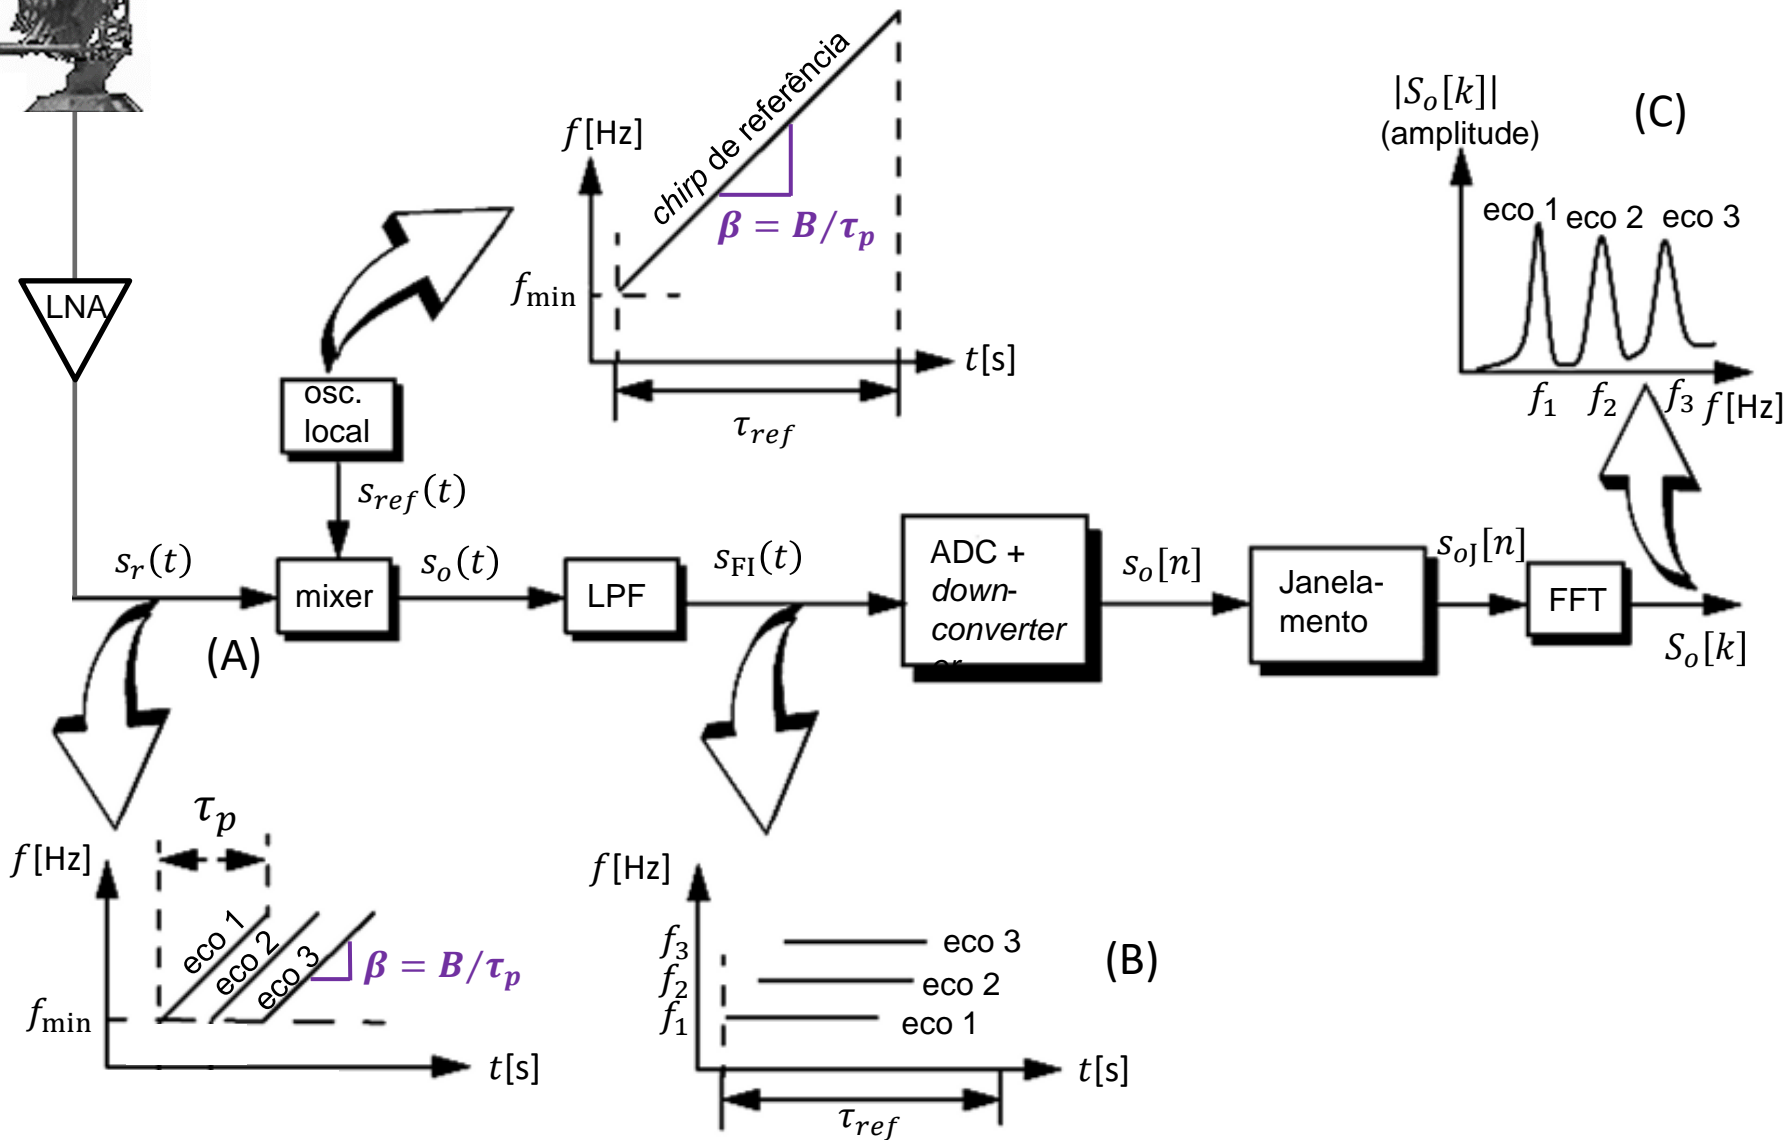 |S_o[k]|
(amplitude)
(C)
f[Hz]
chirp de referência
β = B/τ_p
f_min
t[s]
τ_ref
eco 1
eco 2
eco 3
f_1
f_2
f_3
f[Hz]
LNA
osc.
local
s_ref(t)
s_r(t)
mixer
s_o(t)
LPF
s_FI(t)
ADC +
down-
converter
or
s_o[n]
Janela-
mento
s_oJ[n]
FFT
S_o[k]
(A)
τ_p
f[Hz]
eco 1
eco 2
eco 3
β = B/τ_p
f_min
t[s]
f[Hz]
f_3
eco 3
f_2
eco 2
f_1
eco 1
(B)
t[s]
τ_ref